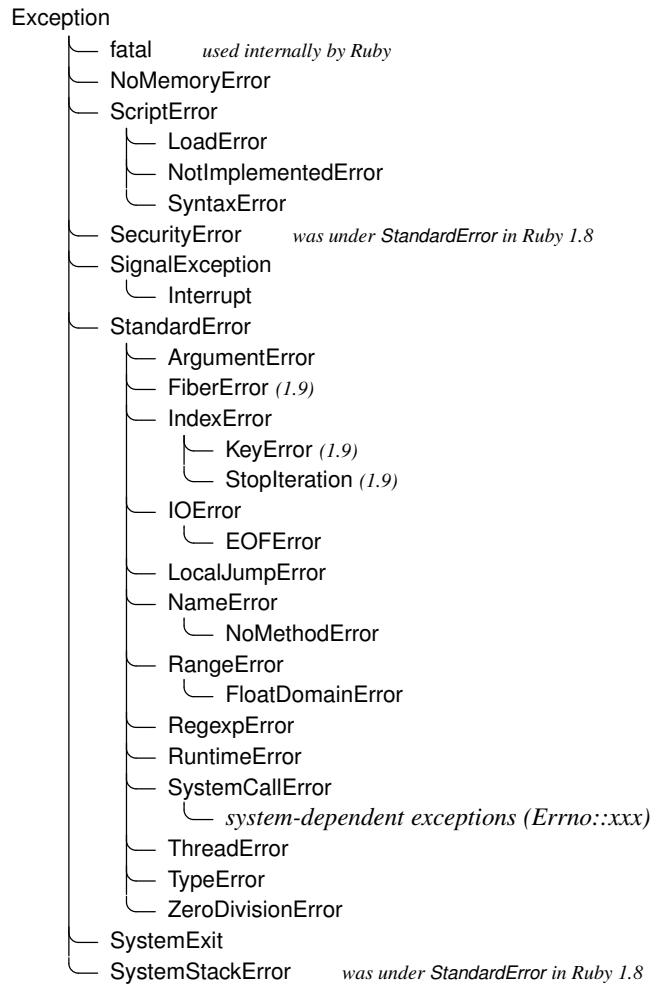 Exception
fatal used internally by Ruby
NoMemoryError
ScriptError
LoadError
NotImplementedError
SyntaxError
SecurityError was under StandardError in Ruby 1.8
SignalException
Interrupt
StandardError
ArgumentError
FiberError (1.9)
IndexError
KeyError (1.9)
StopIteration (1.9)
IOError
EOFError
LocalJumpError
NameError
NoMethodError
RangeError
FloatDomainError
RegexpError
RuntimeError
SystemCallError
system-dependent exceptions (Errno::xxx)
ThreadError
TypeError
ZeroDivisionError
SystemExit
SystemStackError was under StandardError in Ruby 1.8